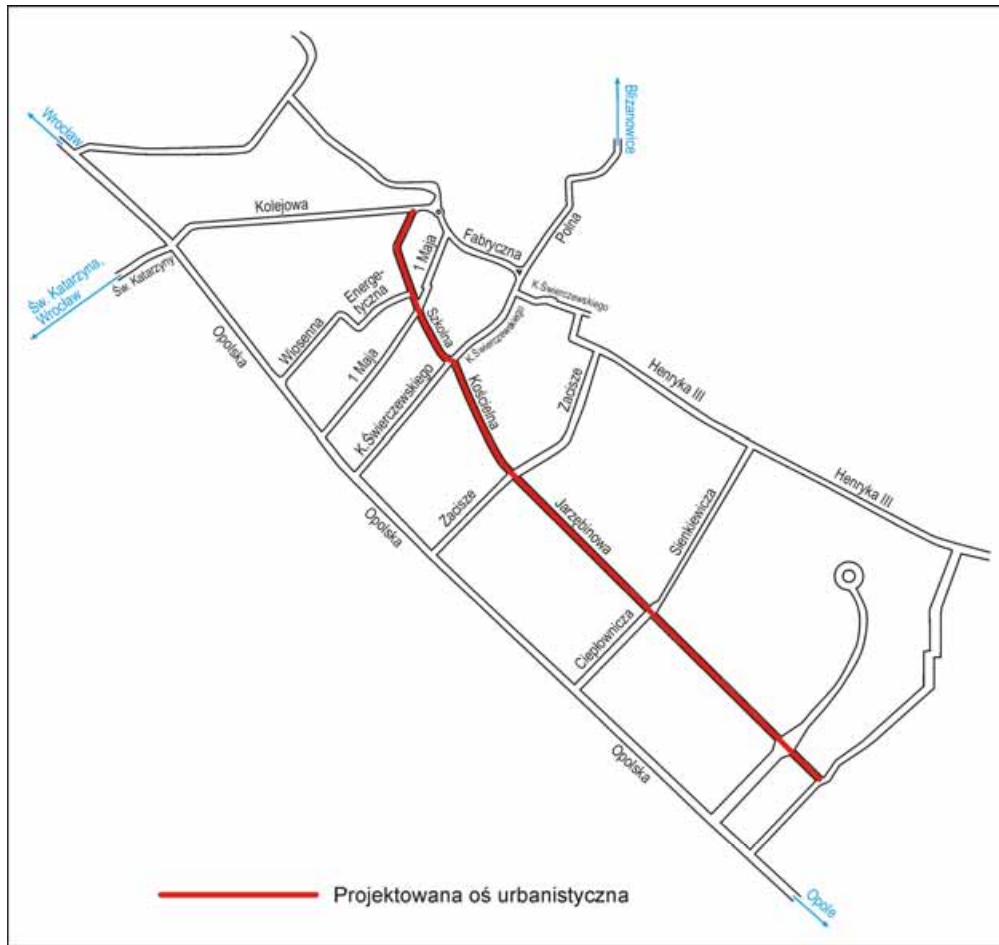 Wrocław
Blizanowice
Kolejowa
Fabryczna
Polna
1 Maja
Św. Katarzyna,
Wrocław
Św. Katarzyny
Energe-
tyczna
K.Świerczewskiego
Wiosenna
Szkolna
K.Świerczewskiego
Opolska
1 Maja
K.Świerczewskiego
Kościelna
Zacisze
Henryka III
Zacisze
Henryka III
Opolska
Jarzębinowa
Sienkiewicza
Ciepłownicza
Opolska
Projektowana oś urbanistyczna
Opole